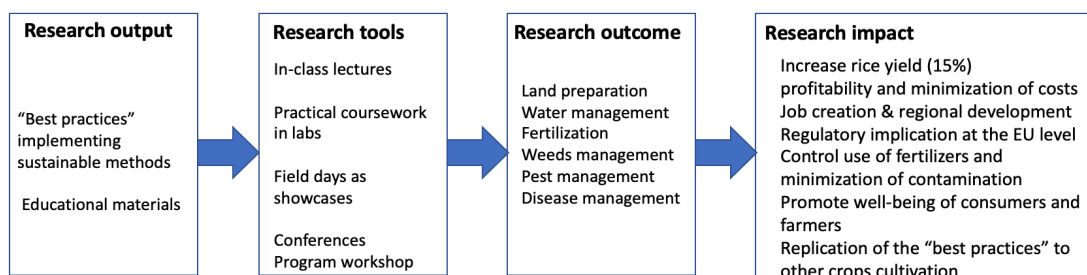 Research output
“Best practices”
implementing
sustainable methods
Educational materials
Research tools
In-class lectures
Practical coursework
in labs
Field days as
showcases
Conferences
Program workshop
Research outcome
Land preparation
Water management
Fertilization
Weeds management
Pest management
Disease management
Research impact
Increase rice yield (15%)
profitability and minimization of costs
Job creation & regional development
Regulatory implication at the EU level
Control use of fertilizers and
minimization of contamination
Promote well-being of consumers and
farmers
Replication of the “best practices” to
other crops cultivation